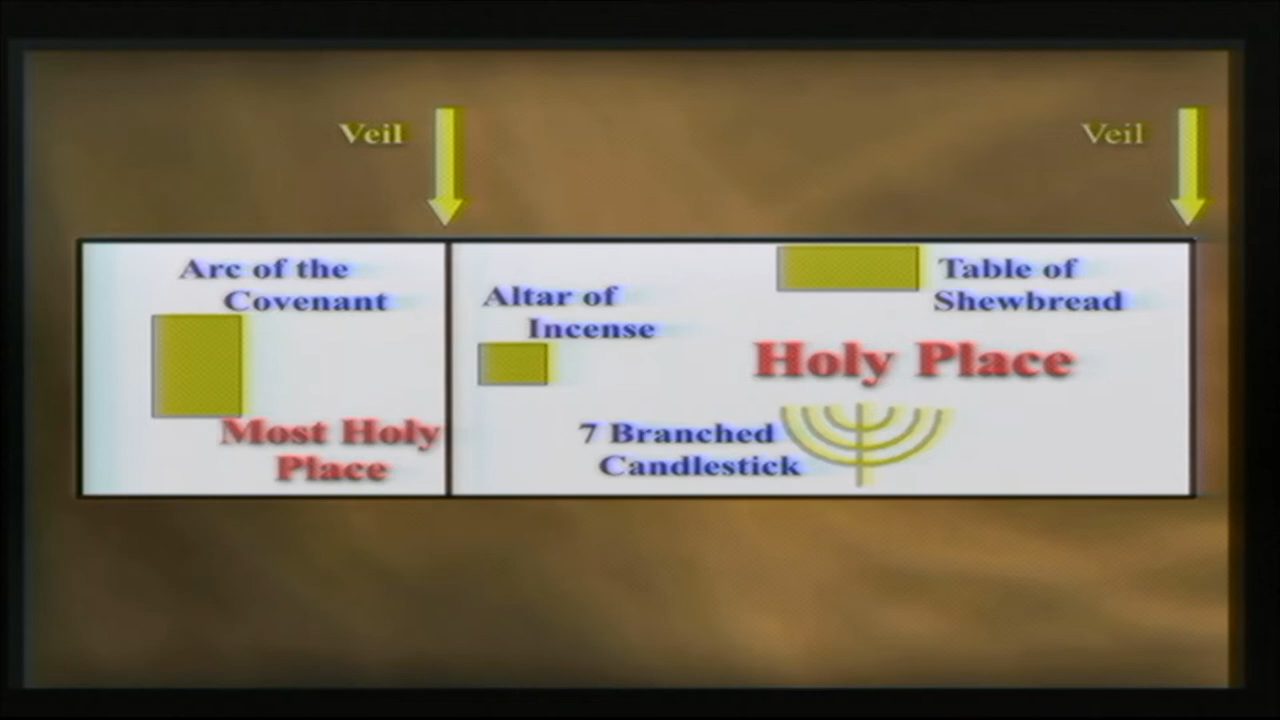 Veil
Veil
Arc of the
Covenant
Most Holy
Place
Altar of
Incense
Table of
Shewbread
Holy Place
7 Branched
Candlestick